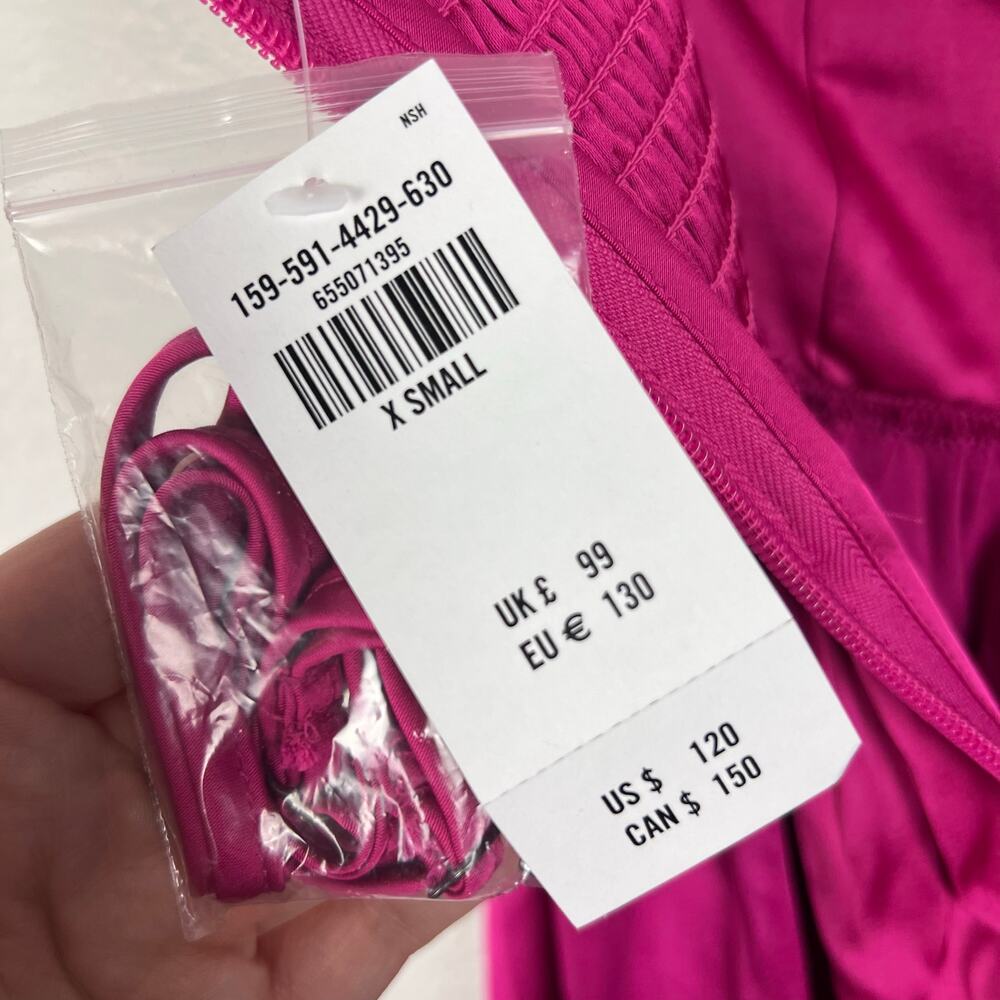 NSH
159-591-4429-630
655071395
X SMALL
UK £ 99
EU € 130
US $ 120
CAN $ 150